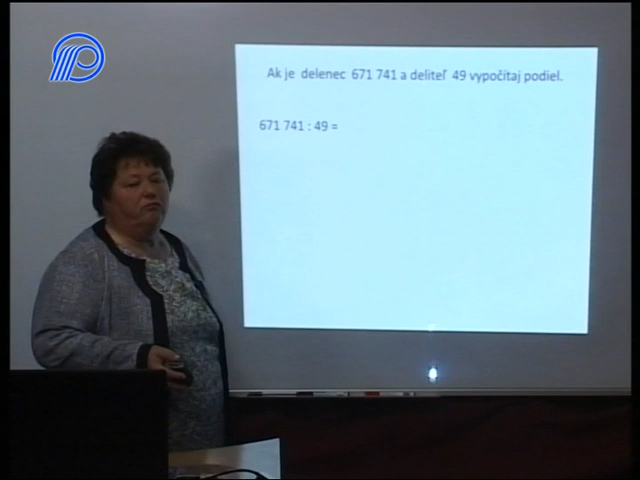 Ak je delenec 671 741 a deliteľ 49 vypočítaj podiel.
671 741 : 49 =